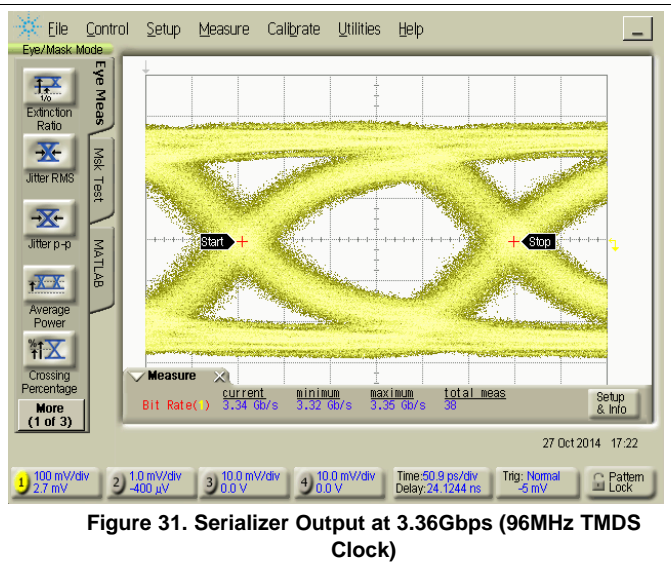 File Control Setup Measure Calibrate Utilities Help
Eye/Mask Mode
Extinction
Ratio
Jitter RMS
Jitter p-p
Average
Power
Crossing
Percentage
More
(1 of 3)
Eye Meas
Msk Test
MATLAB
Start
Stop
Measure
current minimum maximum total meas
Bit Rate(1) 3.34 Gb/s 3.32 Gb/s 3.35 Gb/s 38
Setup
& Info
27 Oct 2014 17:22
1 100 mV/div
2.7 mV
2 1.0 mV/div
-400 µV
3 10.0 mV/div
0.0 V
4 10.0 mV/div
0.0 V
Time:50.9 ps/div
Delay:24.1244 ns
Trig: Normal
-5 mV
Pattern
Lock
Figure 31. Serializer Output at 3.36Gbps (96MHz TMDS
Clock)